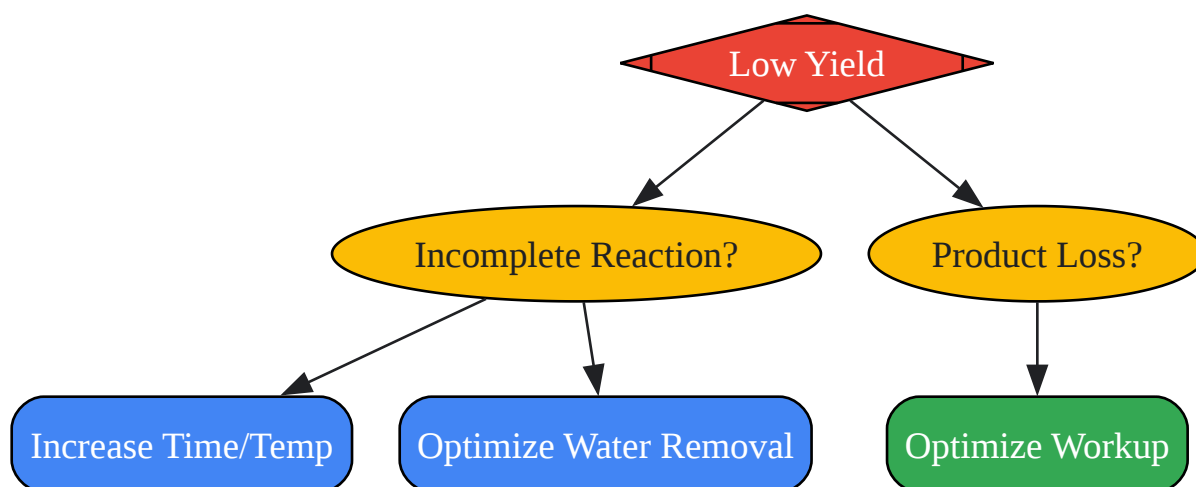 Low Yield
Incomplete Reaction?
Product Loss?
Increase Time/Temp
Optimize Water Removal
Optimize Workup